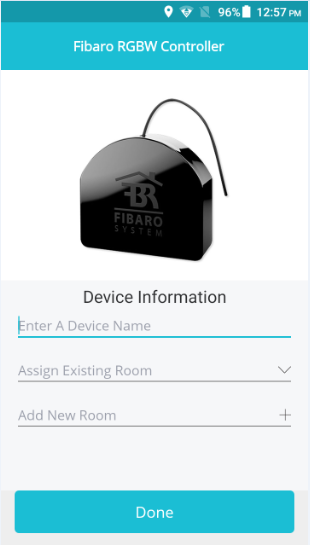 96% 12:57 PM
Fibaro RGBW Controller
FIBARO
SYSTEM
Device Information
Enter A Device Name
Assign Existing Room
Add New Room
Done